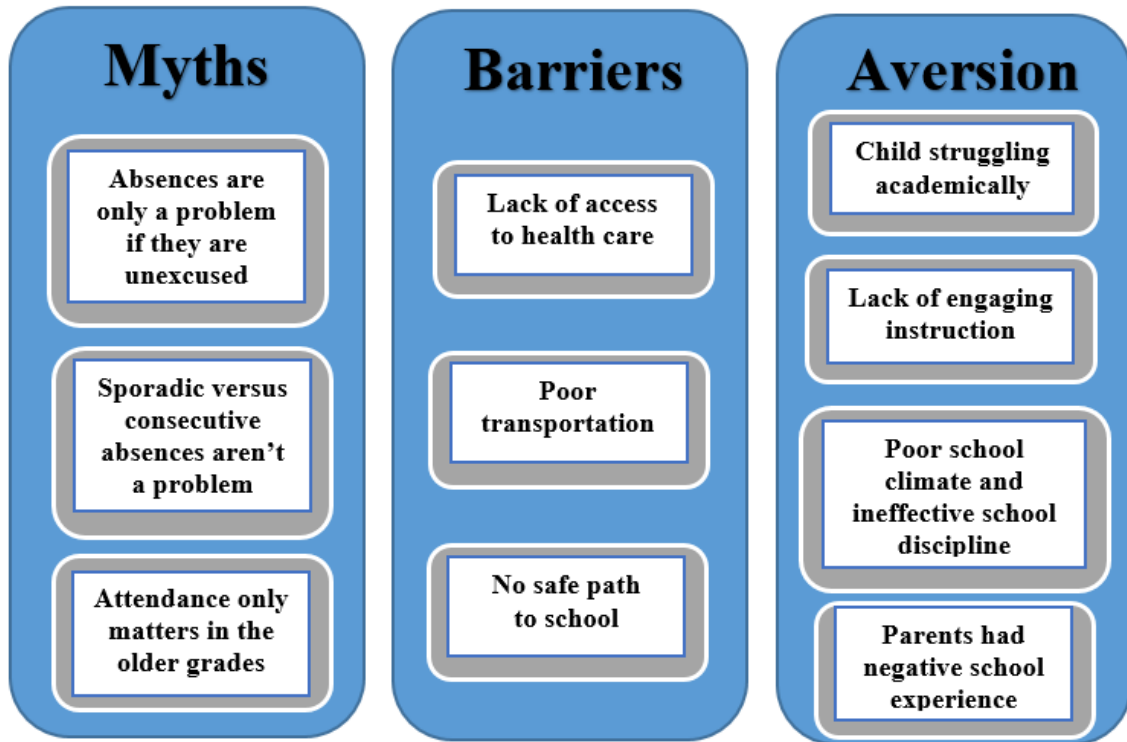 Myths
Absences are
only a problem
if they are
unexcused
Sporadic versus
consecutive
absences aren’t
a problem
Attendance only
matters in the
older grades
Barriers
Lack of access
to health care
Poor
transportation
No safe path
to school
Aversion
Child struggling
academically
Lack of engaging
instruction
Poor school
climate and
ineffective school
discipline
Parents had
negative school
experience